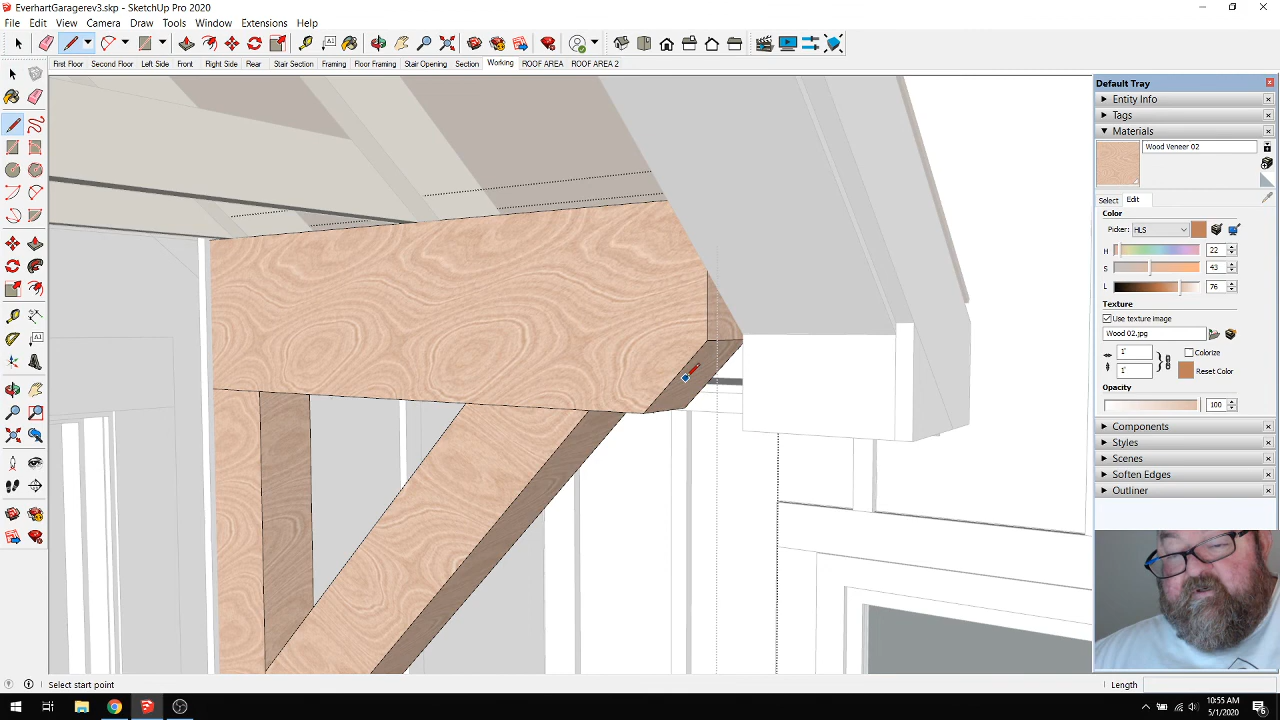 EverhartGaragerev3.skp - SketchUp Pro 2020
File Edit View Camera Draw Tools Window Extensions Help
First Floor Second Floor Left Side Front Right Side Rear Stair Section Framing Floor Framing Stair Opening Section Working ROOF AREA ROOF AREA 2
Default Tray
Entity Info
Tags
Materials
Wood Veneer 02
Select Edit
Color
Picker: HLS
H 22
S 43
L 76
Texture
Use texture image
Wood 02.jpg
1' Colorize
1' Reset Color
Opacity
100
Components
Styles
Scenes
Soften Edges
Outliner
Select start point
Length
10:55 AM
5/1/2020
6